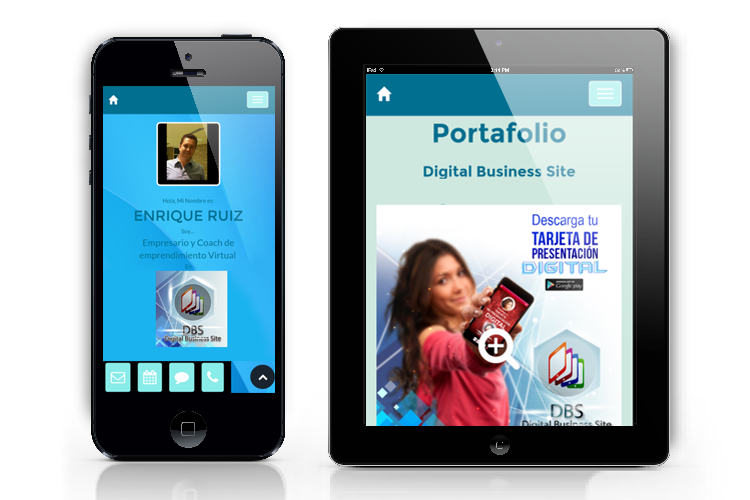 Hola, Mi Nombre es:
ENRIQUE RUIZ
Soy...
Empresario y Coach de
emprendimiento Virtual
DBS
Digital Business Site
iPad
Portafolio
Digital Business Site
Descarga tu
TARJETA DE
PRESENTACIÓN
DIGITAL
Google play
DIGITAL
DBS
Digital Business Site